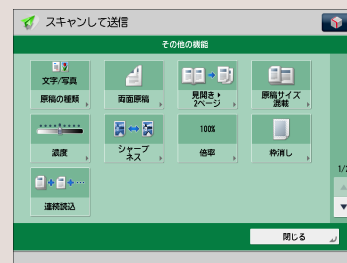 スキャンして送信
その他の機能
文字/写真
原稿の種類
両面原稿
見開き▸
2ページ
原稿サイズ
混載
濃度
シャープ
ネス
100%
倍率
枠消し
1/2
連続読込
閉じる